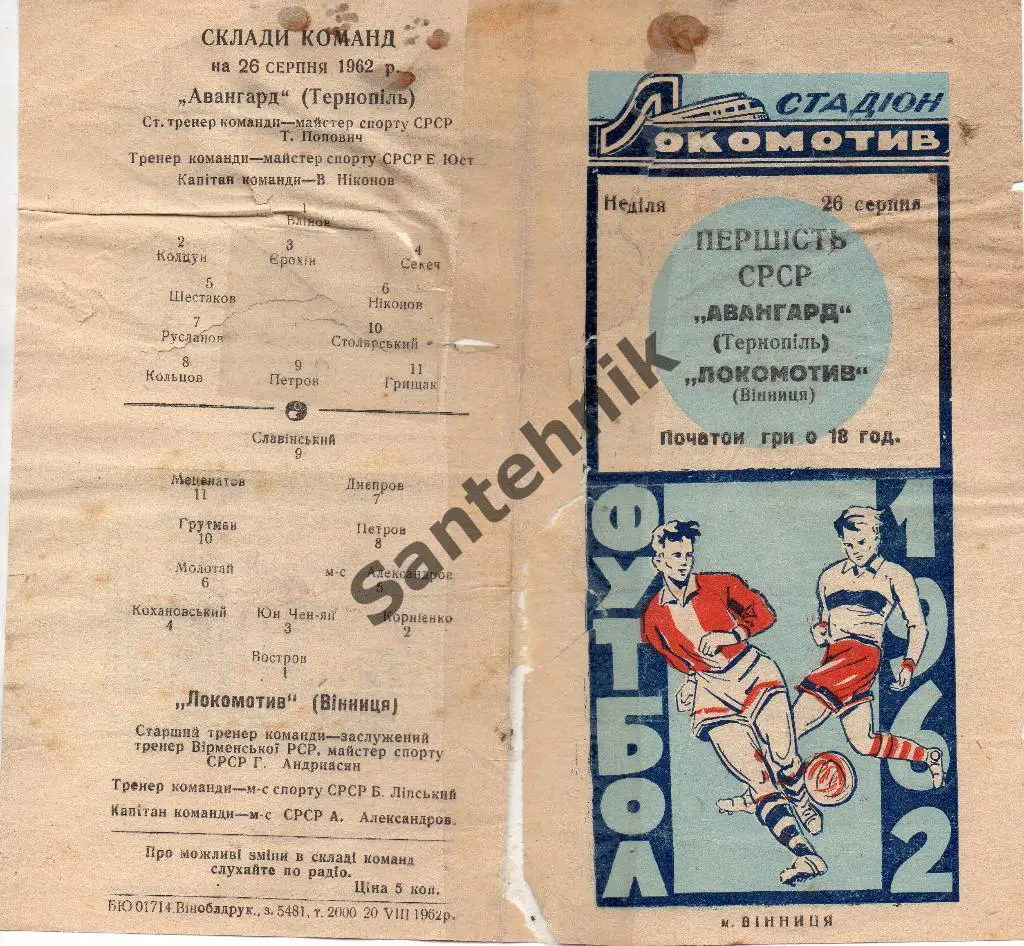 СКЛАДИ КОМАНД
на 26 СЕРПНЯ 1962 р.
„Авангард" (Тернопіль)
Ст. тренер команди—майстер спорту СРСР
Т. Попович
Тренер команди—майстер спорту СРСР Е. Юст
Капітан команди—В. Ніконов
1
Блінов
2 3 4
Колцун Єрохін Секеч
5 6
Шестаков Ніконов
7 10
Русланов Столярський
8 9 11
Кольцов Петров Грищак
Славінський
9
Меценатов Днєпров
11 7
Грутман Петров
10 8
Молотай м-с Александров
6 5
Кохановський Юн Чен-ян Корнієнко
4 3 2
Востров
1
„Локомотив" (Вінниця)
Старший тренер команди—заслужений
тренер Вірменської РСР, майстер спорту
СРСР Г. Андриасян
Тренер команди—м-с спорту СРСР Б. Ліпський
Капітан команди—м-с СРСР А. Александров.
Про можливі зміни в складі команд
слухайте по радіо.
Ціна 5 коп.
БЮ 01714. Вінoблдрук., з. 5481, т. 2000 20 VIII 1962р.
СТАДІОН
ЛОКОМОТИВ
Неділя 26 серпня
ПЕРШІСТЬ
СРСР
„АВАНГАРД"
(Тернопіль)
„ЛОКОМОТИВ"
(Вінниця)
Початок гри о 18 год.
ФУТБОЛ
1962
м. ВІННИЦЯ
Santehnik